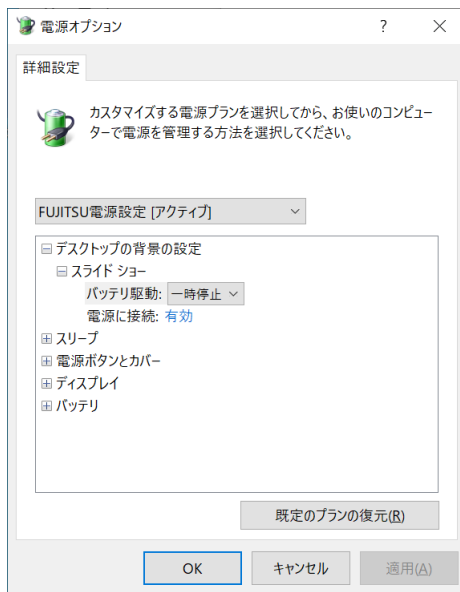 電源オプション
?
詳細設定
カスタマイズする電源プランを選択してから、お使いのコンピュー
ターで電源を管理する方法を選択してください。
FUJITSU電源設定 [アクティブ]
デスクトップの背景の設定
スライド ショー
バッテリ駆動: 一時停止
電源に接続: 有効
スリープ
電源ボタンとカバー
ディスプレイ
バッテリ
既定のプランの復元(R)
OK
キャンセル
適用(A)